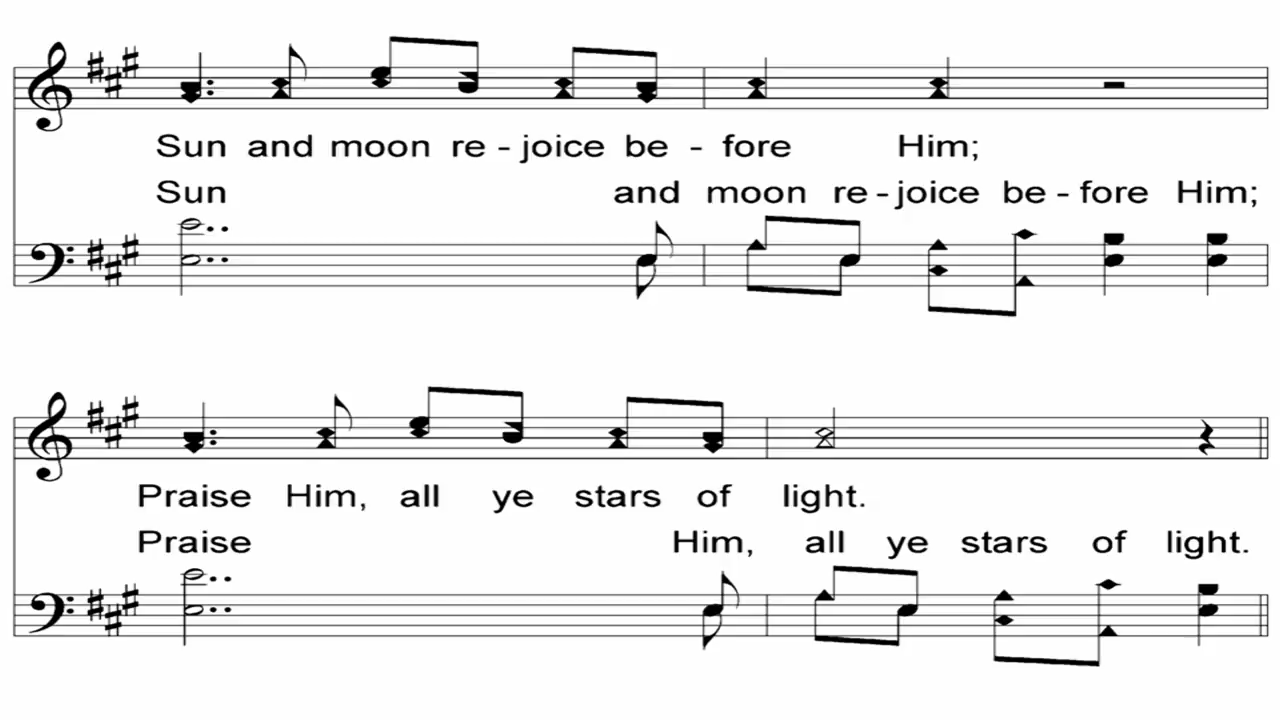 Sun and moon re - joice be - fore Him;
Sun and moon re - joice be - fore Him;
Praise Him, all ye stars of light.
Praise Him, all ye stars of light.